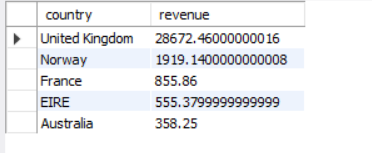 country revenue
United Kingdom 28672.46000000016
Norway 1919.1400000000008
France 855.86
EIRE 555.3799999999999
Australia 358.25